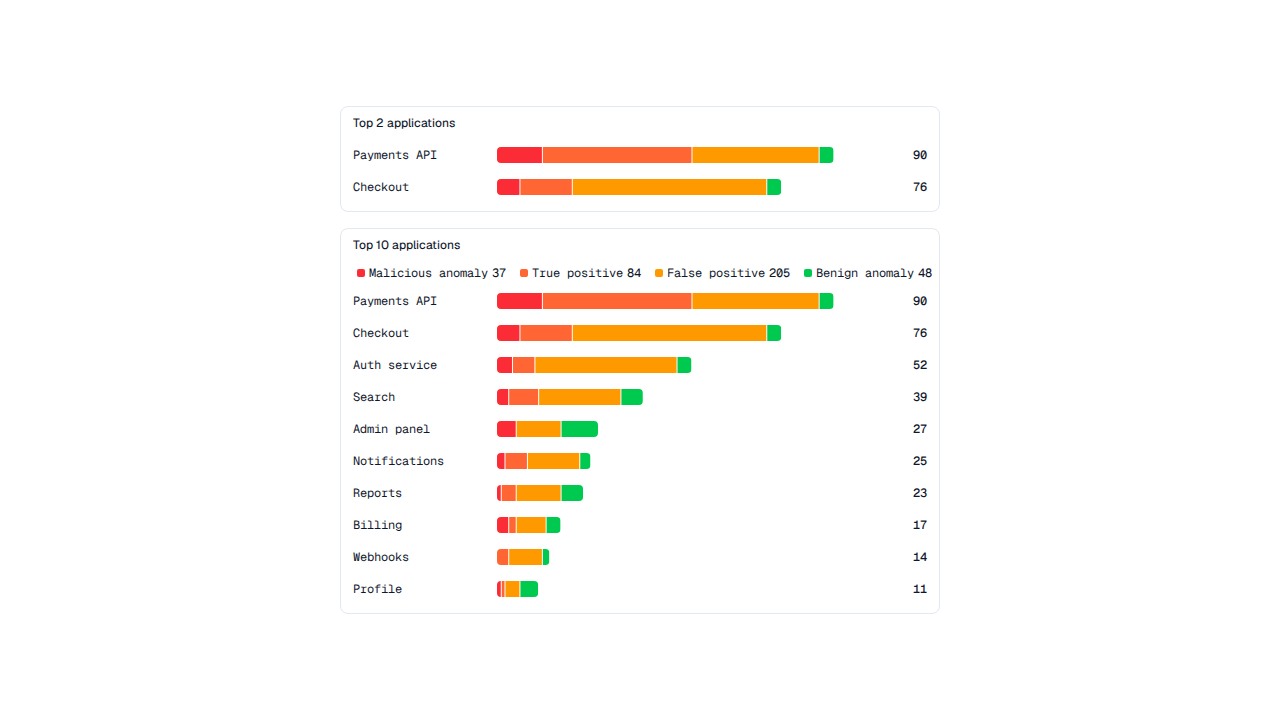 Top 2 applications
Payments API 90
Checkout 76
Top 10 applications
Malicious anomaly 37 True positive 84 False positive 205 Benign anomaly 48
Payments API 90
Checkout 76
Auth service 52
Search 39
Admin panel 27
Notifications 25
Reports 23
Billing 17
Webhooks 14
Profile 11